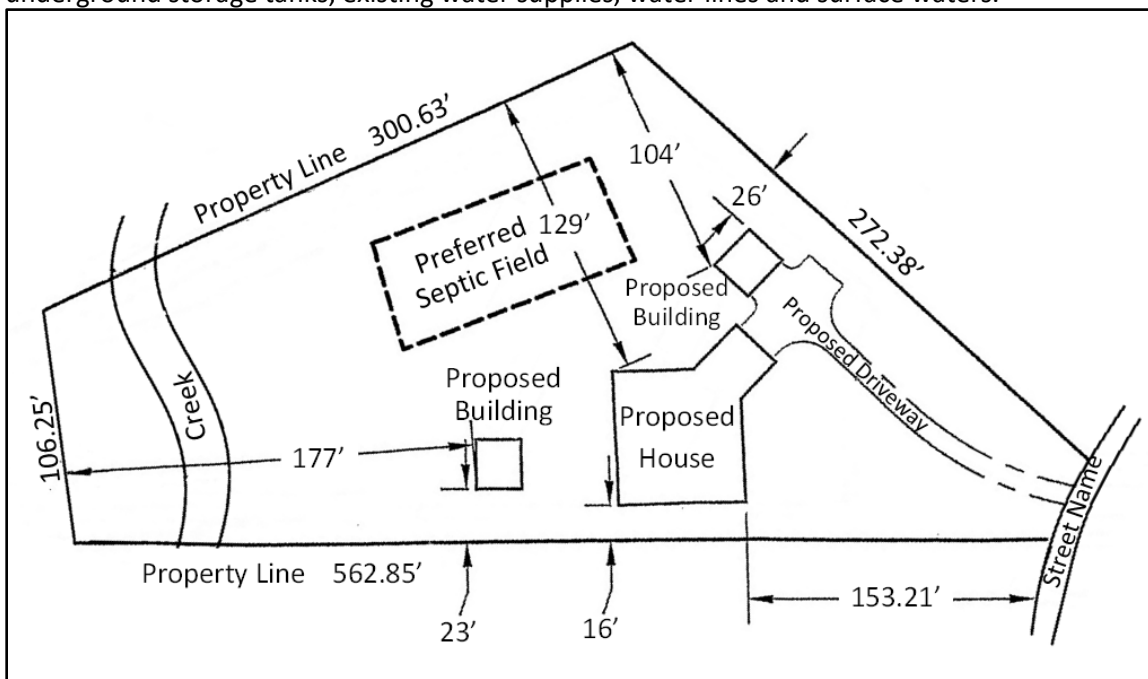 underground storage tanks, existing water supplies, water lines and surface waters.
Property Line 300.63’
104’
26’
272.38’
129’
Preferred
Septic Field
Proposed
Building
Proposed Driveway
Proposed
Building
Proposed
House
Creek
106.25’
177’
Street Name
Property Line 562.85’
153.21’
23’
16’